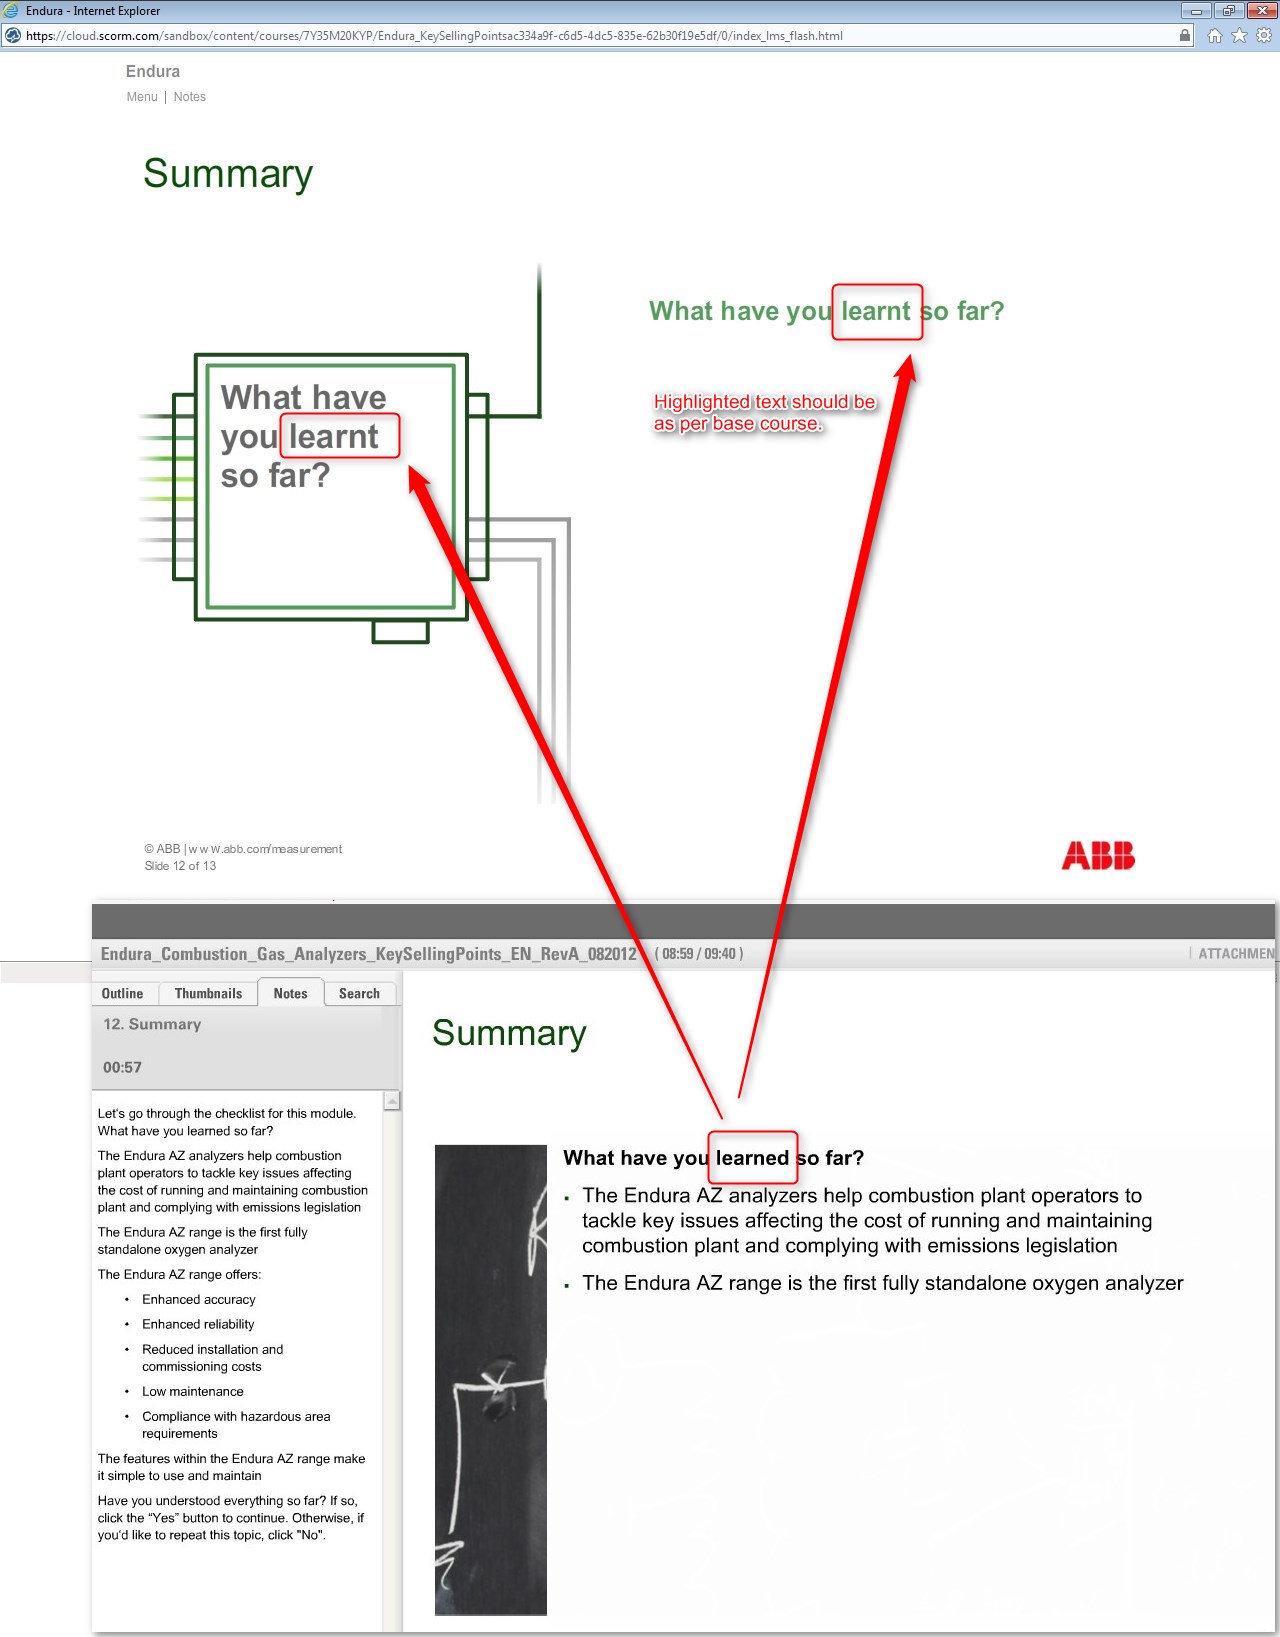 Endura - Internet Explorer
https://cloud.scorm.com/sandbox/content/courses/7Y35M20KYP/Endura_KeySellingPointsac334a9f-c6d5-4dc5-835e-62b30f19e5df/0/index_lms_flash.html
Endura
Menu | Notes
Summary
What have you learnt so far?
What have
you learnt
so far?
Highlighted text should be
as per base course.
© ABB | www.abb.com/measurement
Slide 12 of 13
ABB
Endura_Combustion_Gas_Analyzers_KeySellingPoints_EN_RevA_082012 ( 08:59 / 09:40 ) | ATTACHMEN
Outline Thumbnails Notes Search
12. Summary
00:57
Let's go through the checklist for this module.
What have you learned so far?
The Endura AZ analyzers help combustion
plant operators to tackle key issues affecting
the cost of running and maintaining combustion
plant and complying with emissions legislation
The Endura AZ range is the first fully
standalone oxygen analyzer
The Endura AZ range offers:
• Enhanced accuracy
• Enhanced reliability
• Reduced installation and
commissioning costs
• Low maintenance
• Compliance with hazardous area
requirements
The features within the Endura AZ range make
it simple to use and maintain
Have you understood everything so far? If so,
click the “Yes” button to continue. Otherwise, if
you'd like to repeat this topic, click "No".
Summary
What have you learned so far?
▪ The Endura AZ analyzers help combustion plant operators to
tackle key issues affecting the cost of running and maintaining
combustion plant and complying with emissions legislation
▪ The Endura AZ range is the first fully standalone oxygen analyzer